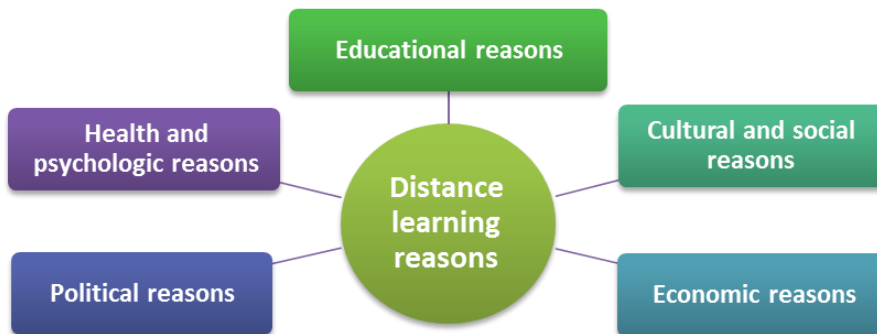 Educational reasons
Health and
psychologic reasons
Cultural and social
reasons
Distance
learning
reasons
Political reasons
Economic reasons